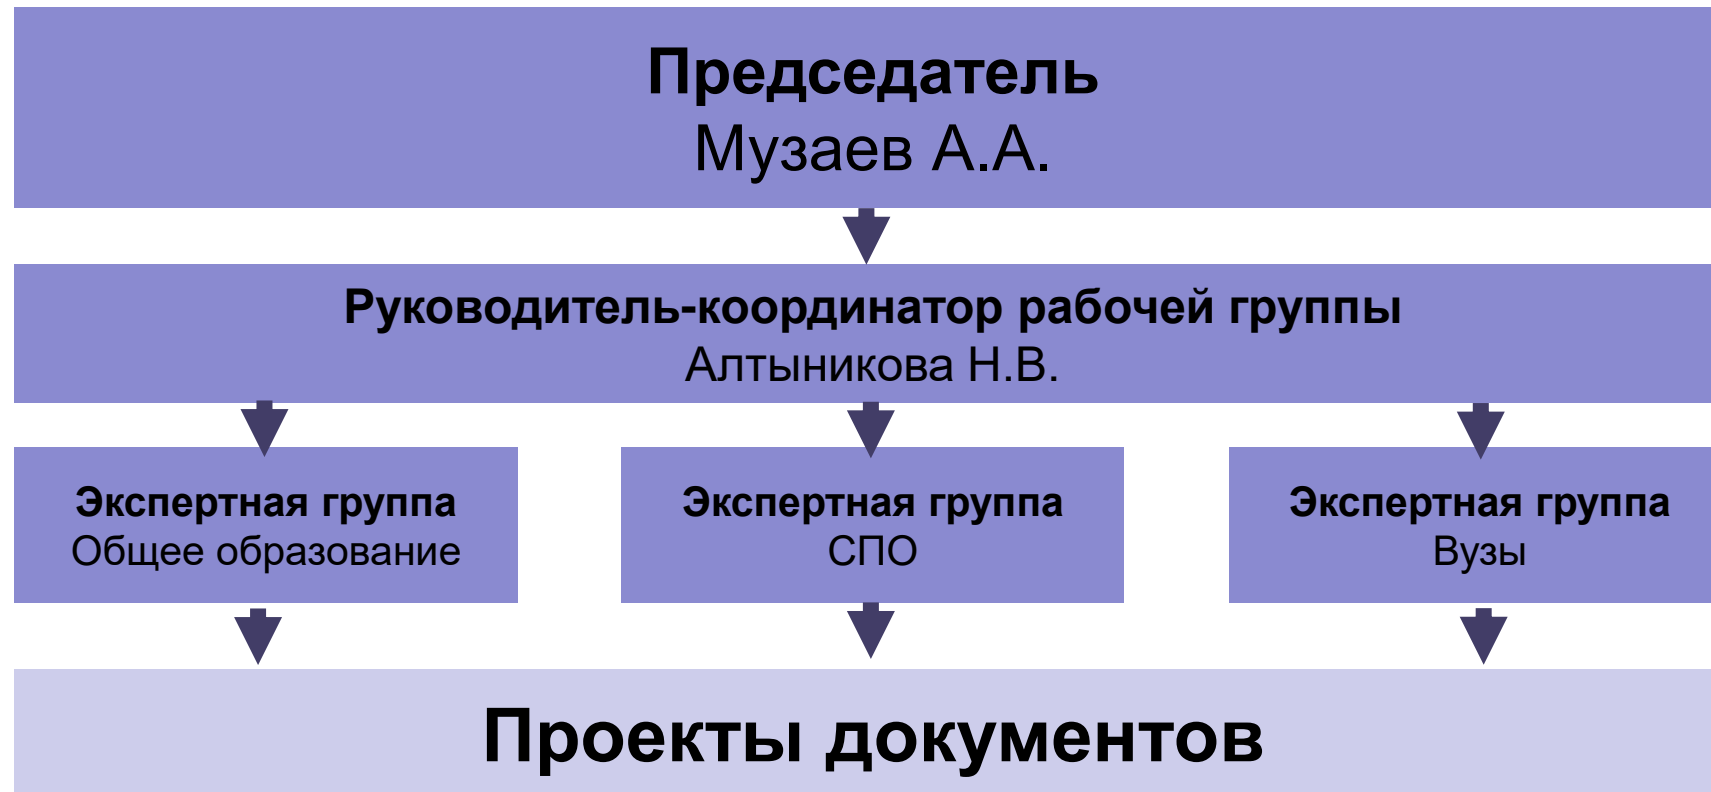 Председатель
Музаев А.А.
Руководитель-координатор рабочей группы
Алтыникова Н.В.
Экспертная группа
Общее образование
Экспертная группа
СПО
Экспертная группа
Вузы
Проекты документов